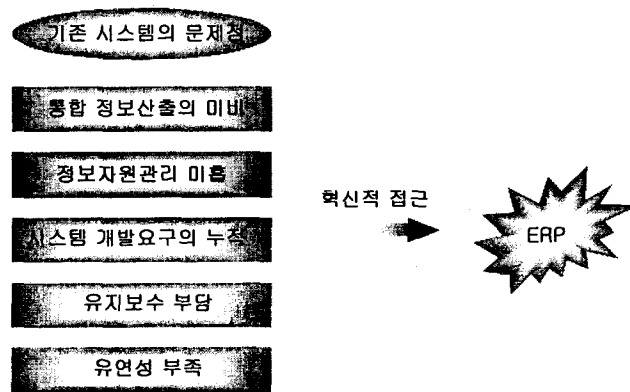 기존 시스템의 문제점
통합 정보산출의 미비
정보자원관리 미흡
시스템 개발요구의 누적
유지보수 부담
유연성 부족
혁신적 접근
ERP